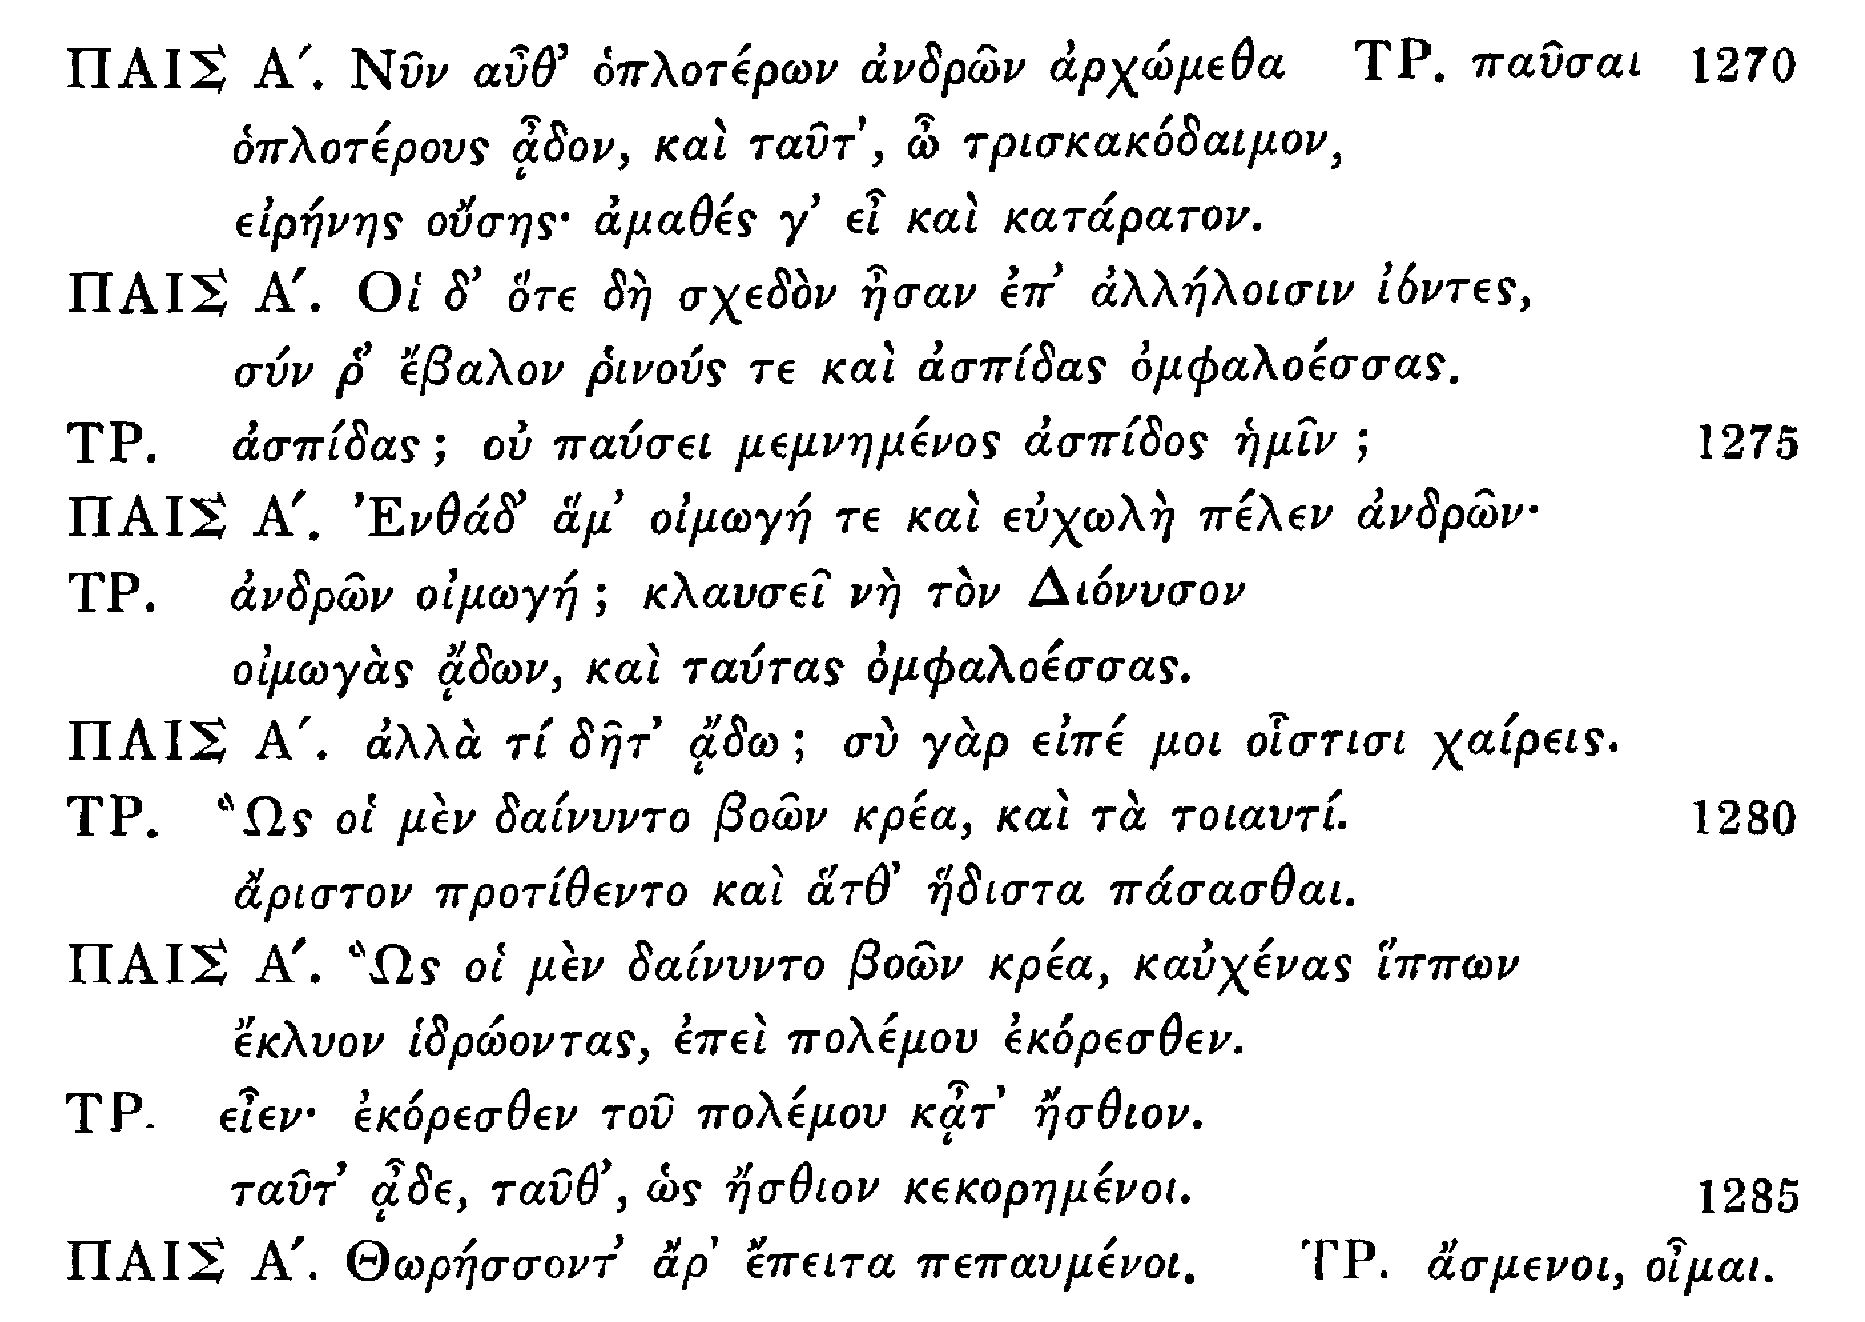 ΠΑΙΣ Α΄. Νῦν αὖθ’ ὁπλοτέρων ἀνδρῶν ἀρχώμεθα ΤΡ. παῦσαι 1270
ὁπλοτέρους ᾆδον, καὶ ταῦτ’, ὦ τρισκακόδαιμον,
εἰρήνης οὔσης· ἀμαθές γ’ εἶ καὶ κατάρατον.
ΠΑΙΣ Α΄. Οἱ δ’ ὅτε δὴ σχεδὸν ἦσαν ἐπ’ ἀλλήλοισιν ἰόντες,
σύν ῥ’ ἔβαλον ῥινούς τε καὶ ἀσπίδας ὀμφαλοέσσας.
ΤΡ. ἀσπίδας; οὐ παύσει μεμνημένος ἀσπίδος ἡμῖν; 1275
ΠΑΙΣ Α΄. Ἐνθάδ’ ἅμ’ οἰμωγή τε καὶ εὐχωλὴ πέλεν ἀνδρῶν·
ΤΡ. ἀνδρῶν οἰμωγή; κλαυσεῖ νὴ τὸν Διόνυσον
οἰμωγὰς ᾄδων, καὶ ταύτας ὀμφαλοέσσας.
ΠΑΙΣ Α΄. ἀλλὰ τί δῆτ’ ᾄδω; σὺ γὰρ εἰπέ μοι οἷστισι χαίρεις.
ΤΡ. Ὣς οἱ μὲν δαίνυντο βοῶν κρέα, καὶ τὰ τοιαυτί. 1280
ἄριστον προτίθεντο καὶ ἅτθ’ ἥδιστα πάσασθαι.
ΠΑΙΣ Α΄. Ὣς οἱ μὲν δαίνυντο βοῶν κρέα, καὐχένας ἵππων
ἔκλυον ἱδρώοντας, ἐπεὶ πολέμου ἐκόρεσθεν.
ΤΡ. εἶεν· ἐκόρεσθεν τοῦ πολέμου κᾆτ’ ἤσθιον.
ταῦτ’ ᾆδε, ταῦθ’, ὡς ἤσθιον κεκορημένοι. 1285
ΠΑΙΣ Α΄. Θωρήσσοντ’ ἄρ’ ἔπειτα πεπαυμένοι. ΤΡ. ἄσμενοι, οἶμαι.